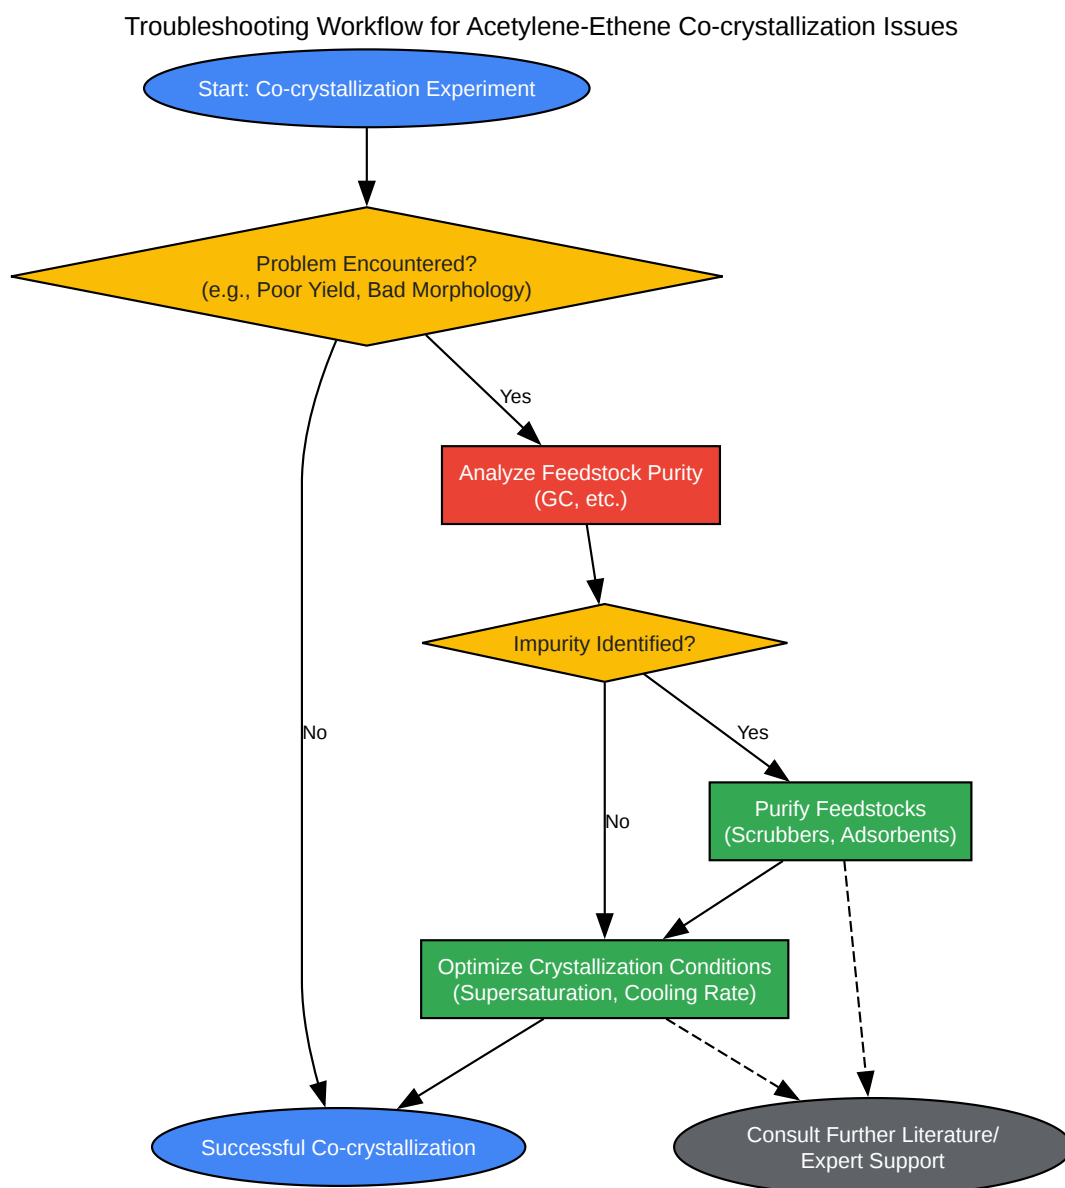 Troubleshooting Workflow for Acetylene-Ethene Co-crystallization Issues
Start: Co-crystallization Experiment
Problem Encountered?
(e.g., Poor Yield, Bad Morphology)
Yes
Analyze Feedstock Purity
(GC, etc.)
Impurity Identified?
No
Yes
Purify Feedstocks
(Scrubbers, Adsorbents)
No
Optimize Crystallization Conditions
(Supersaturation, Cooling Rate)
Successful Co-crystallization
Consult Further Literature/
Expert Support